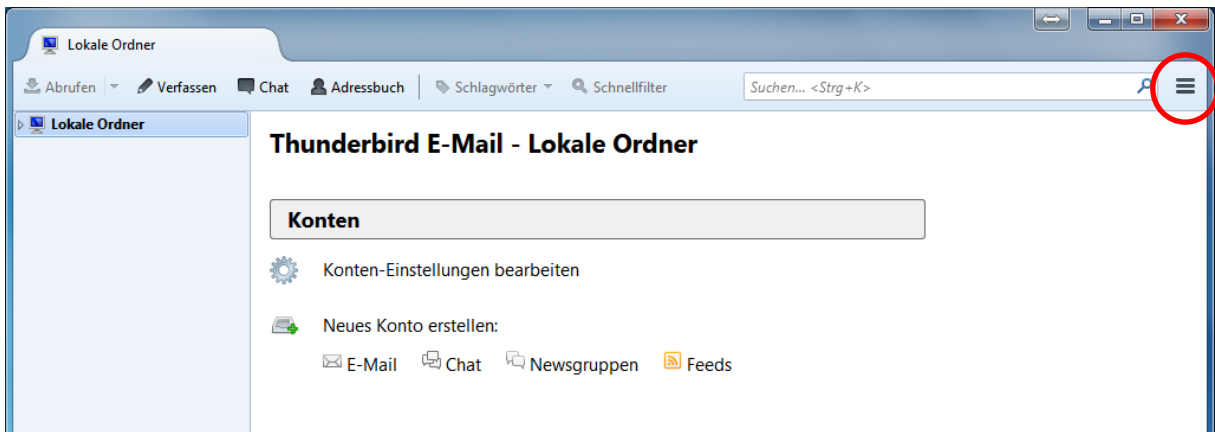 Lokale Ordner
Abrufen Verfassen Chat Adressbuch Schlagwörter Schnellfilter Suchen... <Strg+K>
Lokale Ordner
Thunderbird E-Mail - Lokale Ordner
Konten
Konten-Einstellungen bearbeiten
Neues Konto erstellen:
E-Mail Chat Newsgruppen Feeds